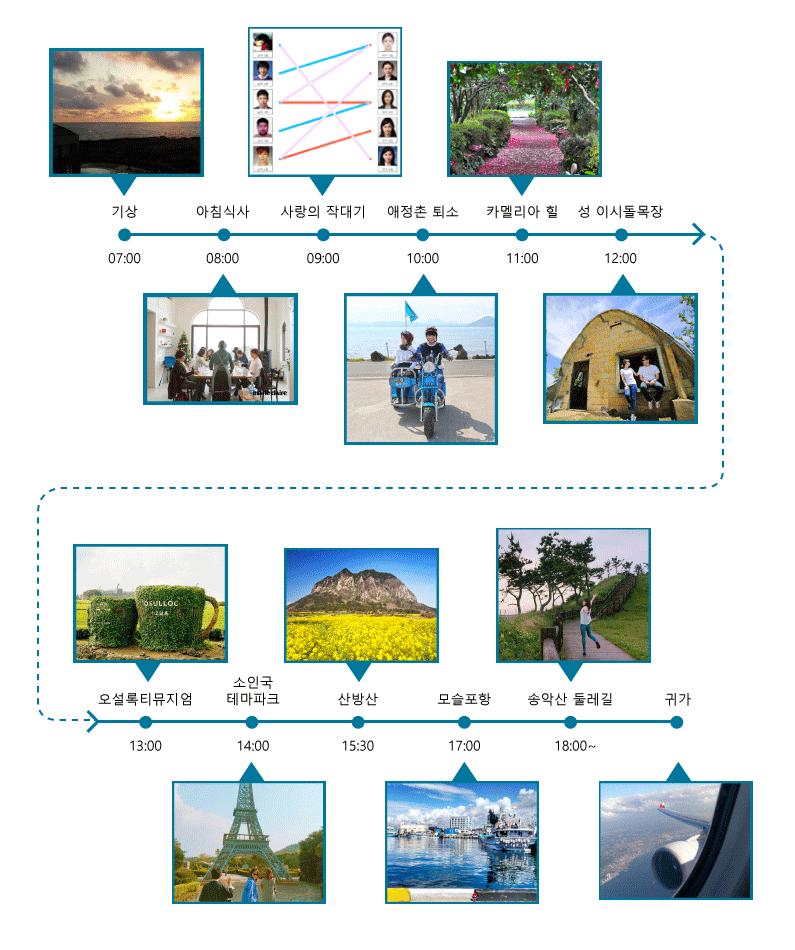 기상
아침식사
사랑의 작대기
애정촌 퇴소
카멜리아 힐
성 이시돌목장
07:00
08:00
09:00
10:00
11:00
12:00
OSULLOC
오설록티뮤지엄
소인국
테마파크
산방산
모슬포항
송악산 둘레길
귀가
13:00
14:00
15:30
17:00
18:00~